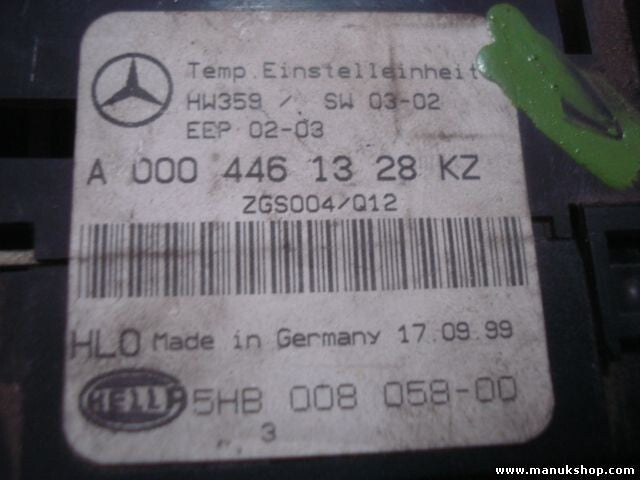 Temp.Einstelleinheit
HW359 / SW 03-02
EEP 02-03
A 000 446 13 28 KZ
ZGS004/Q12
HLO Made in Germany 17.09.99
HELLA 5HB 008 058-00
3
www.manukshop.com